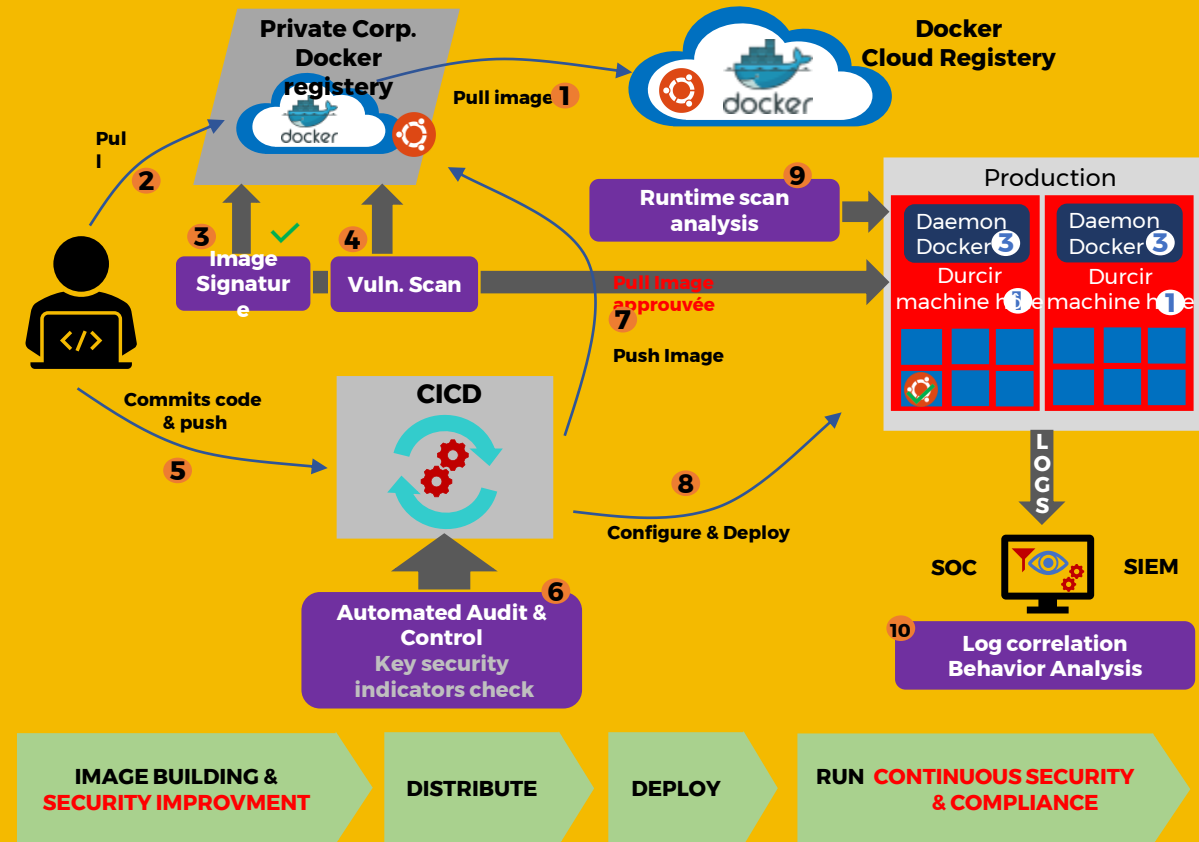 Private Corp.
Docker
registery
docker
Pull image 1
docker
Docker
Cloud Registery
Pul
l
2
3
Image
Signatur
e
4
Vuln. Scan
9
Runtime scan
analysis
Pull Image
approuvée
7
Push Image
Production
Daemon
Docker 3
Durcir
machine
Daemon
Docker 3
Durcir
machine 1
</>
Commits code
& push
5
CICD
8
Configure & Deploy
6
Automated Audit &
Control
Key security
indicators check
LOGS
SOC
SIEM
10
Log correlation
Behavior Analysis
IMAGE BUILDING &
SECURITY IMPROVMENT
DISTRIBUTE
DEPLOY
RUN CONTINUOUS SECURITY
& COMPLIANCE